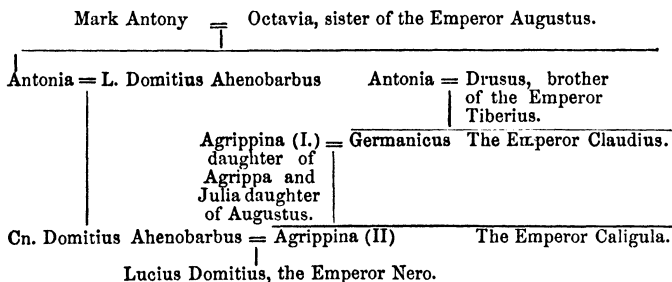 Mark Antony = Octavia, sister of the Emperor Augustus.
Antonia = L. Domitius Ahenobarbus Antonia = Drusus, brother
of the Emperor
Tiberius.
Agrippina (I.) = Germanicus The Emperor Claudius.
daughter of
Agrippa and
Julia daughter
of Augustus.
Cn. Domitius Ahenobarbus = Agrippina (II) The Emperor Caligula.
Lucius Domitius, the Emperor Nero.